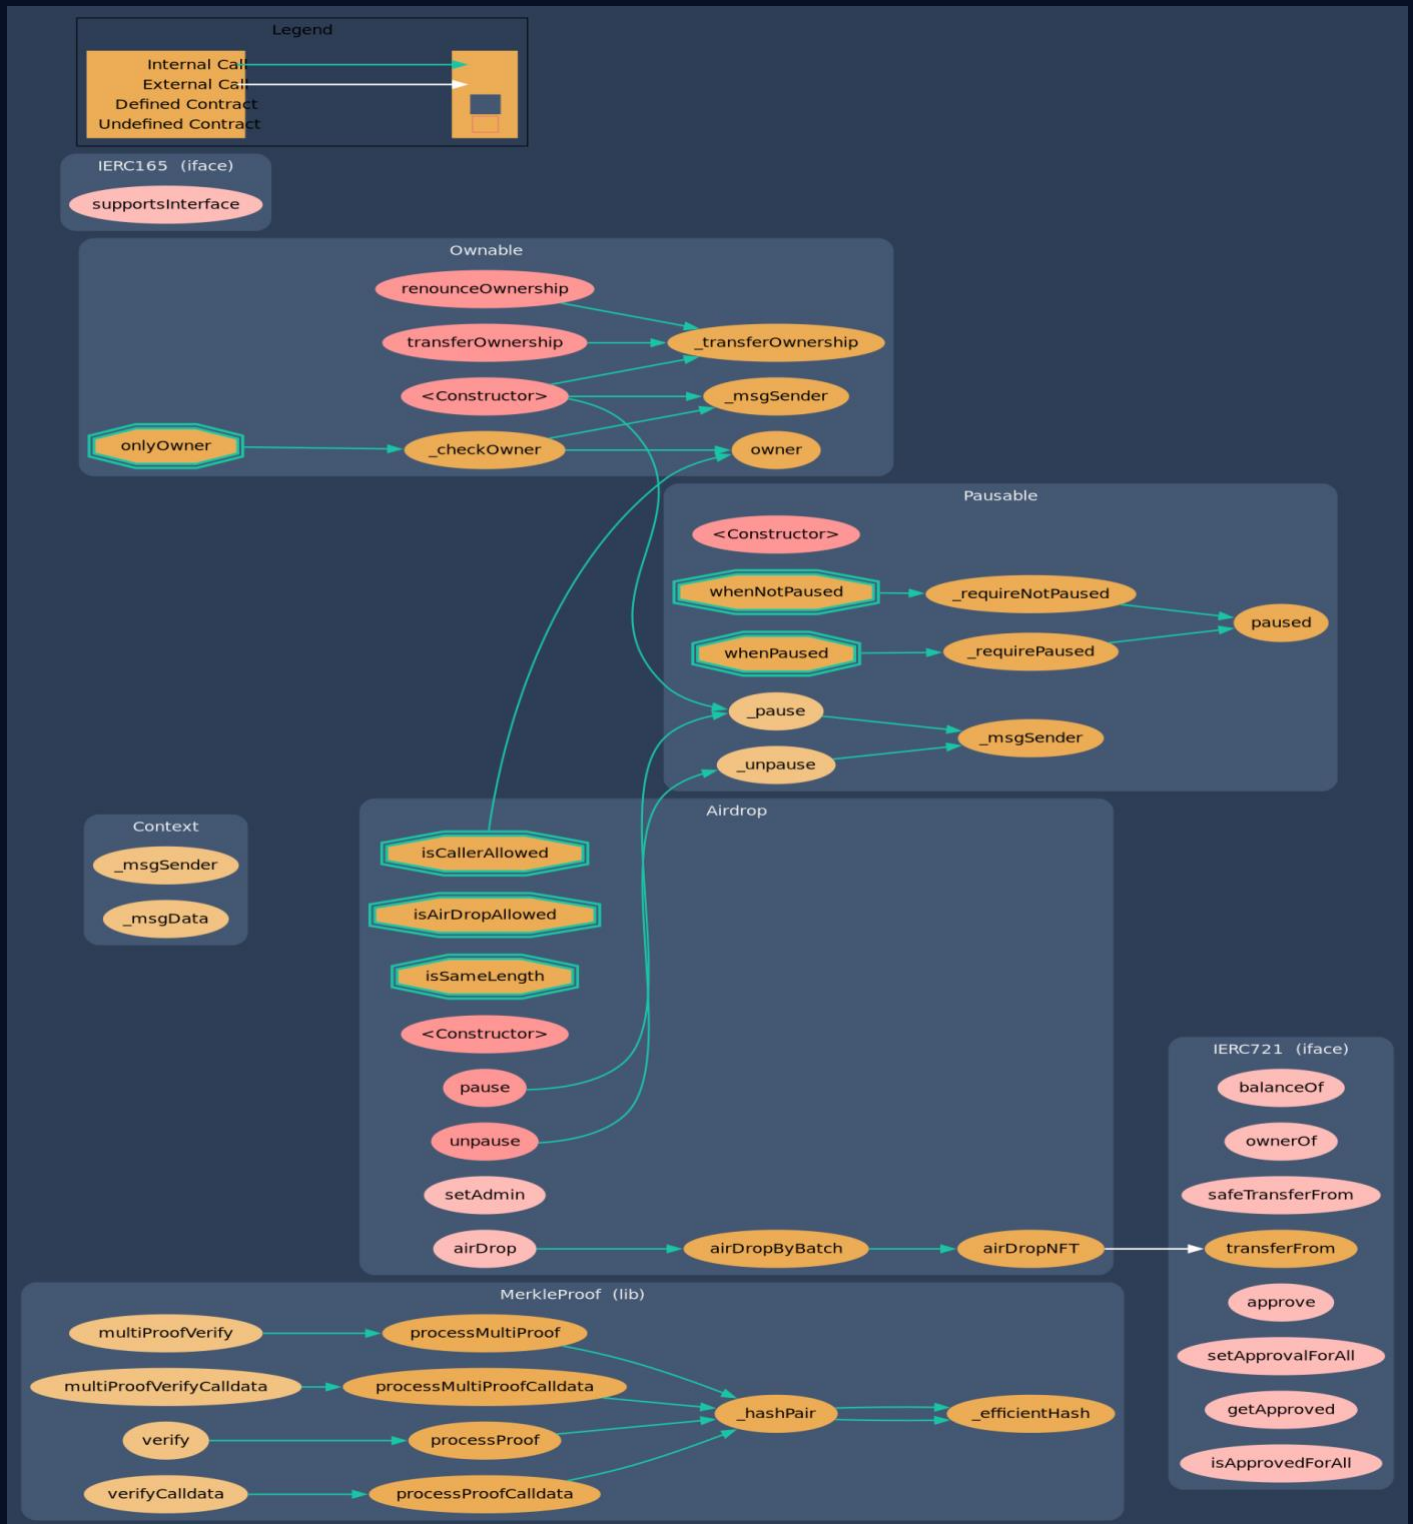 Legend
Internal Call
External Call
Defined Contract
Undefined Contract
IERC165 (iface)
supportsInterface
Ownable
renounceOwnership
transferOwnership
_transferOwnership
<Constructor>
_msgSender
onlyOwner
_checkOwner
owner
Pausable
<Constructor>
whenNotPaused
_requireNotPaused
paused
whenPaused
_requirePaused
_pause
_msgSender
_unpause
Context
_msgSender
_msgData
Airdrop
isCallerAllowed
isAirDropAllowed
isSameLength
<Constructor>
pause
unpause
setAdmin
airDrop
airDropByBatch
airDropNFT
IERC721 (iface)
balanceOf
ownerOf
safeTransferFrom
transferFrom
approve
setApprovalForAll
getApproved
isApprovedForAll
MerkleProof (lib)
multiProofVerify
processMultiProof
multiProofVerifyCalldata
processMultiProofCalldata
_hashPair
_efficientHash
verify
processProof
verifyCalldata
processProofCalldata